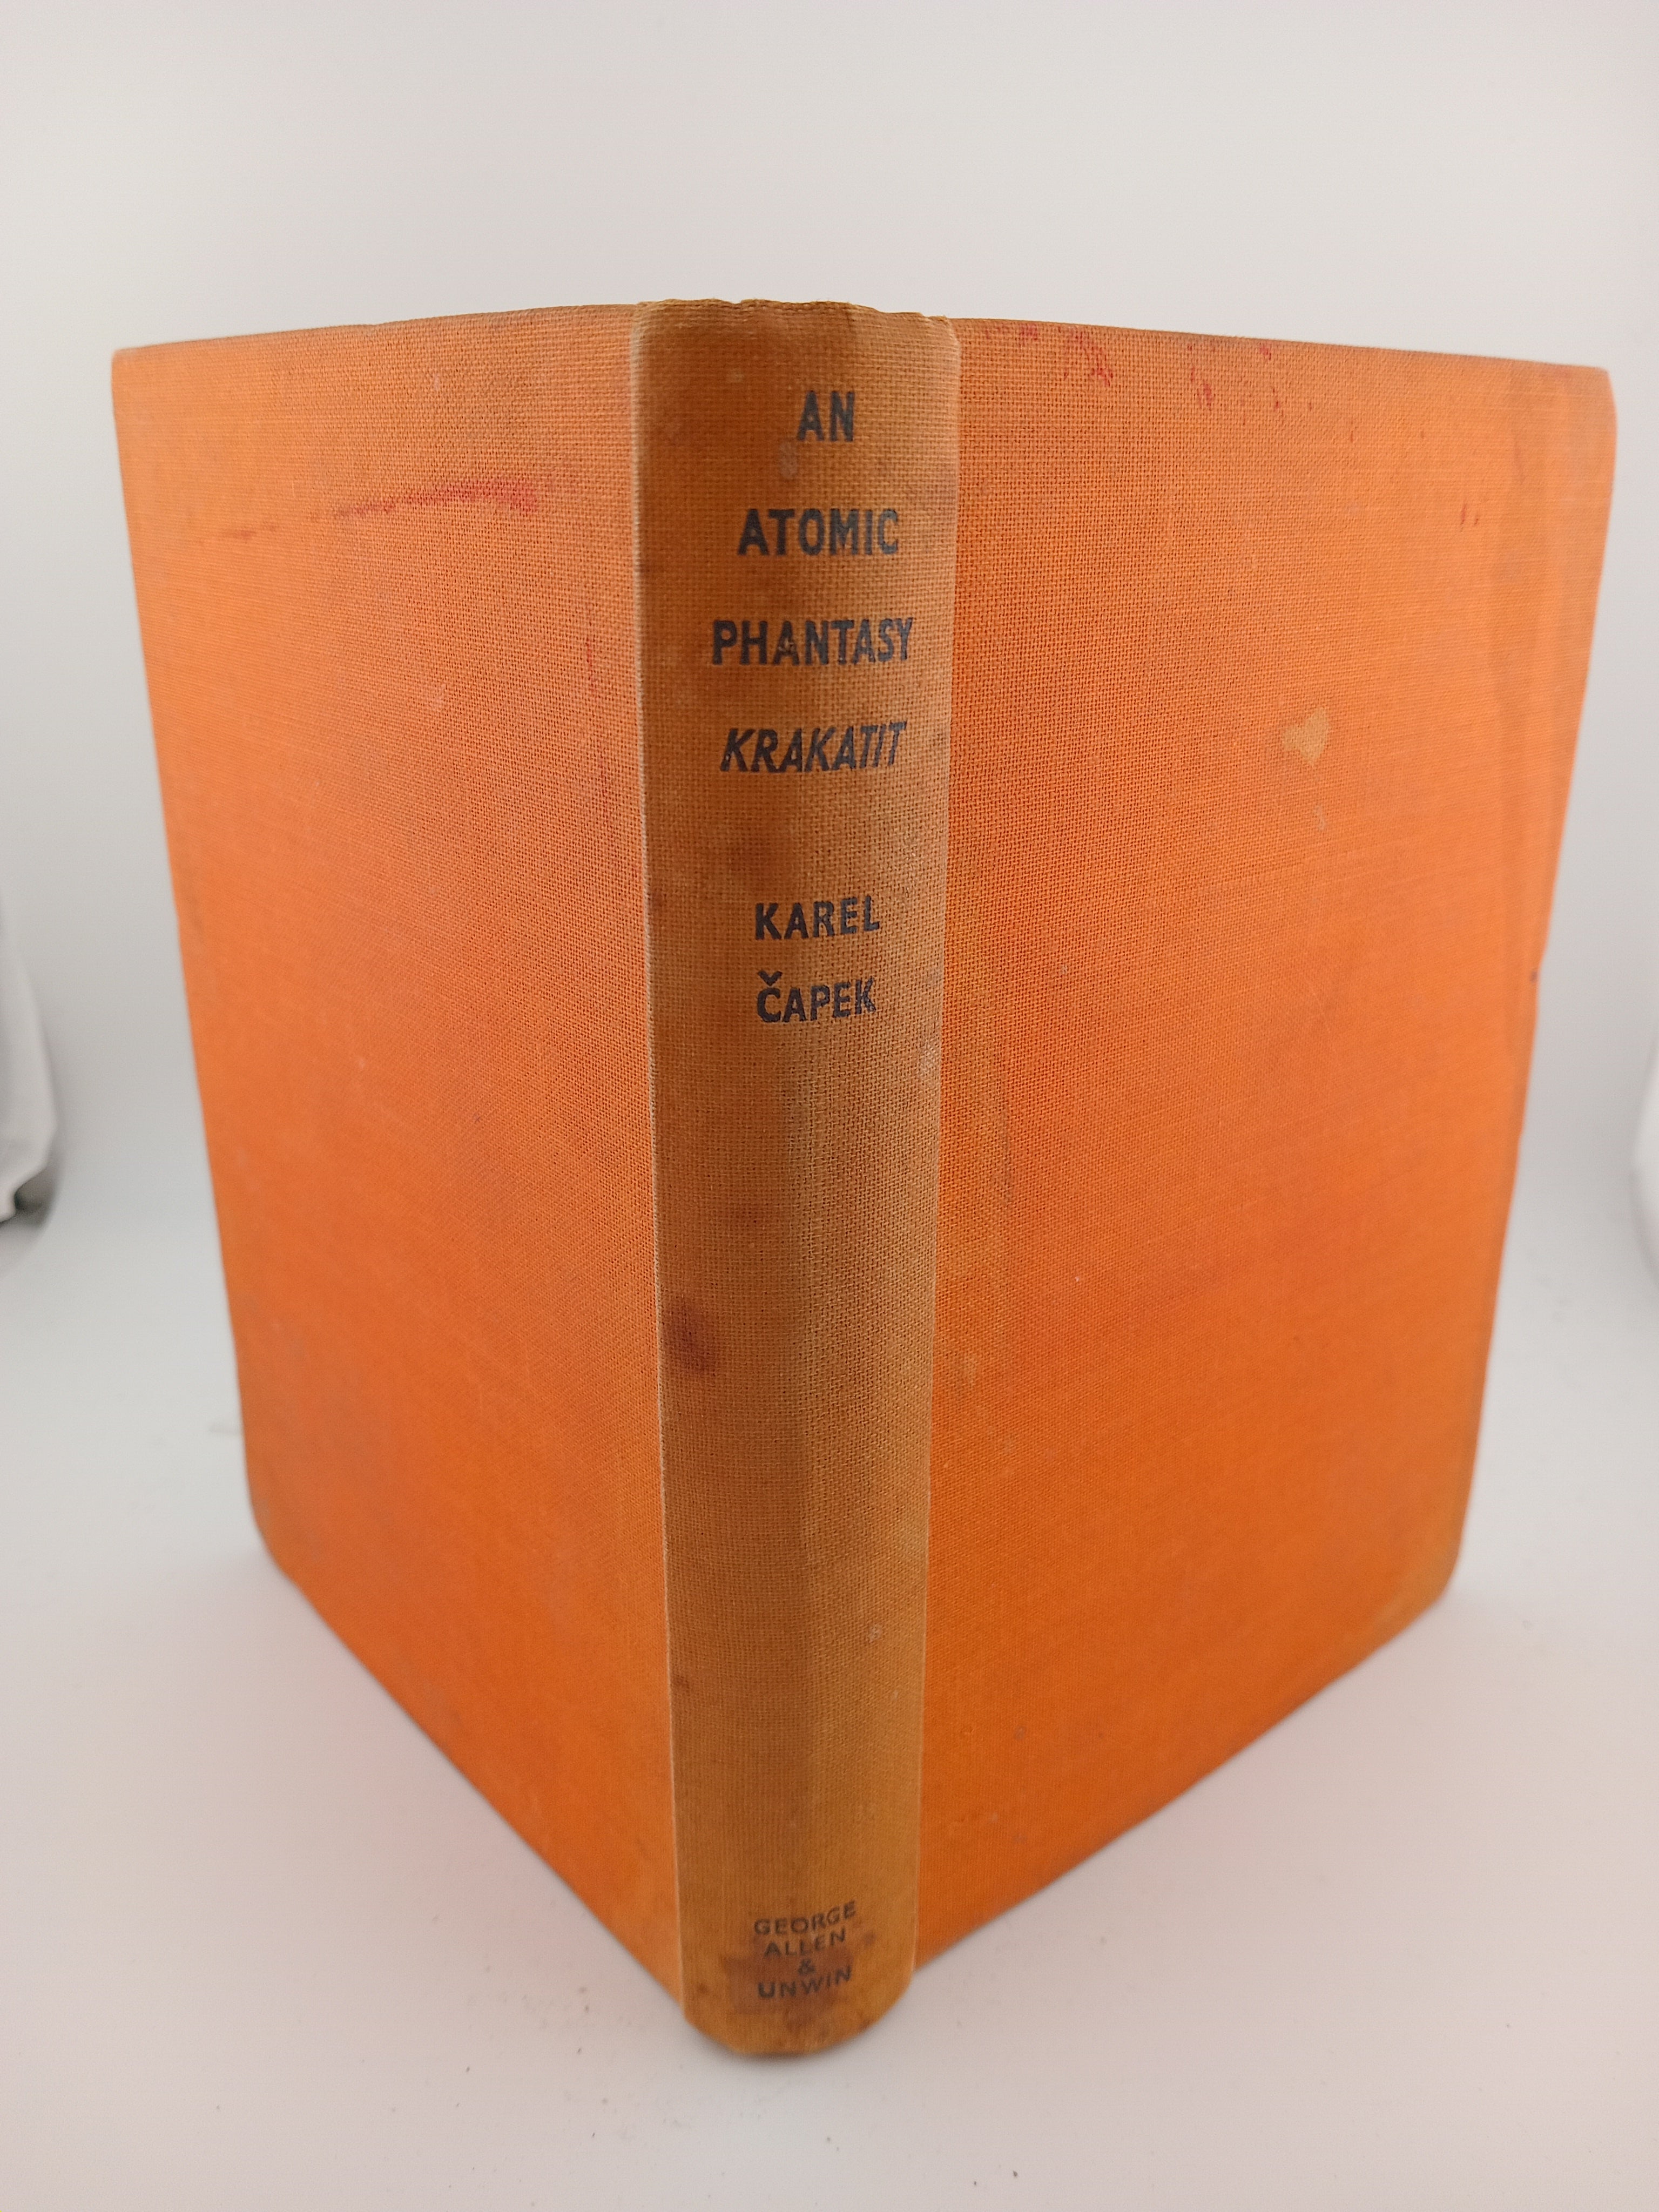 AN
ATOMIC
PHANTASY
KRAKATIT
KAREL
ČAPEK
GEORGE
ALLEN
&
UNWIN